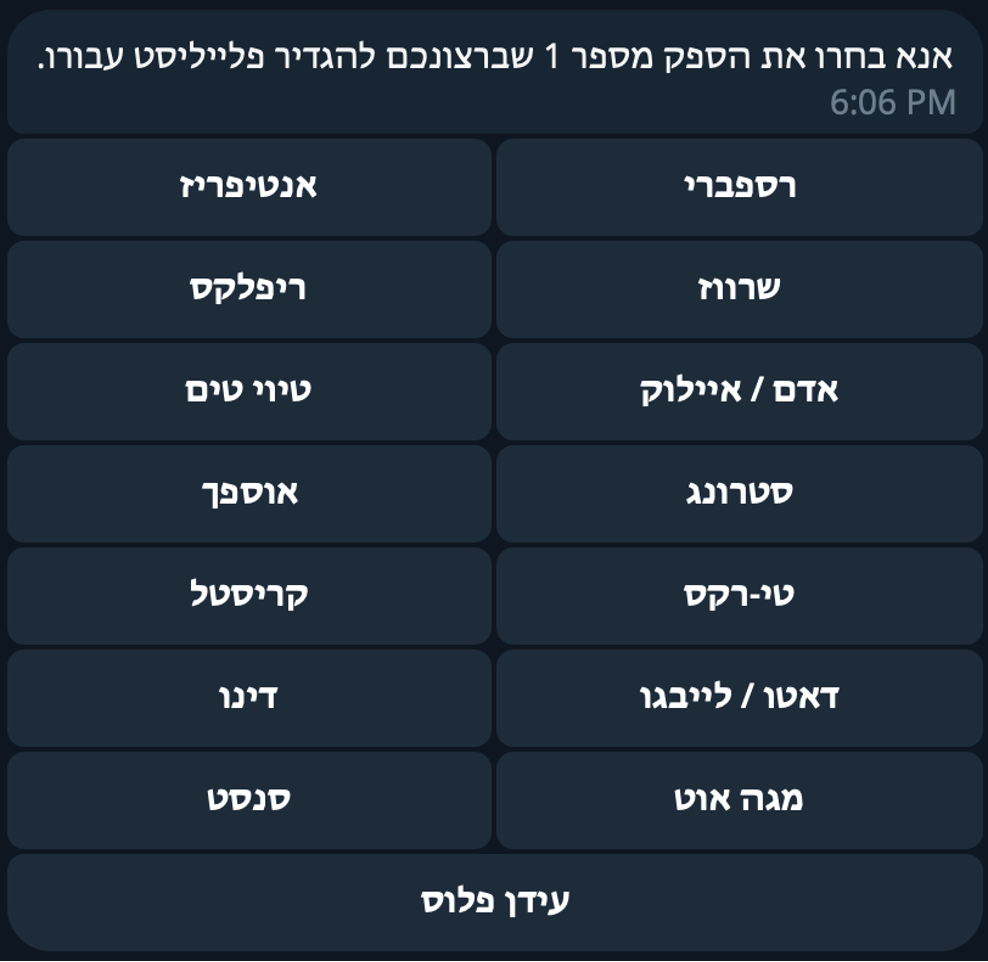 אנא בחרו את הספק מספר 1 שברצונכם להגדיר פלייליסט עבורו.
6:06 PM
רספברי
אנטיפריז
שרווז
ריפלקס
אדם / איילוק
טיוי טים
סטרונג
אוספך
טי-רקס
קריסטל
דאטו / לייבגו
דינו
מגה אוט
סנסט
עידן פלוס